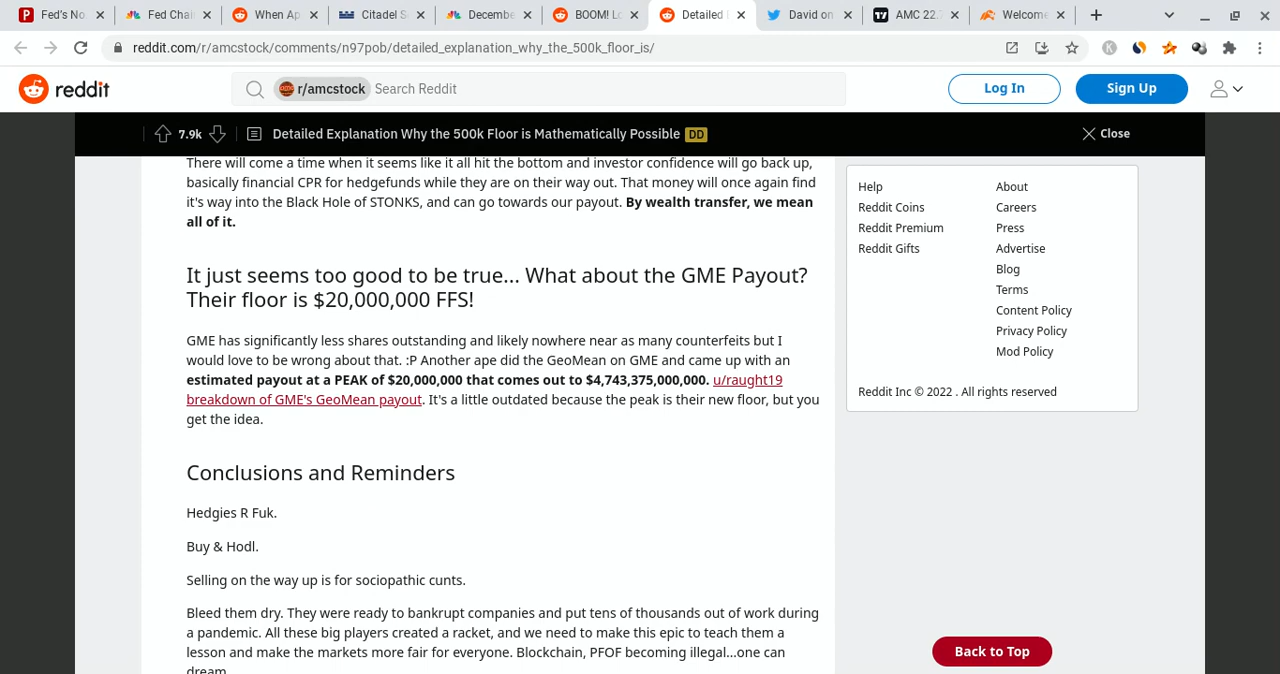 Fed's No
Fed Chai
When Ap
Citadel S
Decembe
BOOM! Lo
Detailed
David on
AMC 22.
Welcome
reddit.com/r/amcstock/comments/n97pob/detailed_explanation_why_the_500k_floor_is/
reddit
r/amcstock Search Reddit
Log In
Sign Up
7.9k
Detailed Explanation Why the 500k Floor is Mathematically Possible DD
Close
There will come a time when it seems like it all hit the bottom and investor confidence will go back up,
basically financial CPR for hedgefunds while they are on their way out. That money will once again find
it's way into the Black Hole of STONKS, and can go towards our payout. By wealth transfer, we mean
all of it.
It just seems too good to be true... What about the GME Payout?
Their floor is $20,000,000 FFS!
GME has significantly less shares outstanding and likely nowhere near as many counterfeits but I
would love to be wrong about that. :P Another ape did the GeoMean on GME and came up with an
estimated payout at a PEAK of $20,000,000 that comes out to $4,743,375,000,000. u/raught19
breakdown of GME's GeoMean payout. It's a little outdated because the peak is their new floor, but you
get the idea.
Conclusions and Reminders
Hedgies R Fuk.
Buy & Hodl.
Selling on the way up is for sociopathic cunts.
Bleed them dry. They were ready to bankrupt companies and put tens of thousands out of work during
a pandemic. All these big players created a racket, and we need to make this epic to teach them a
lesson and make the markets more fair for everyone. Blockchain, PFOF becoming illegal...one can
dream.
Help
Reddit Coins
Reddit Premium
Reddit Gifts
About
Careers
Press
Advertise
Blog
Terms
Content Policy
Privacy Policy
Mod Policy
Reddit Inc © 2022 . All rights reserved
Back to Top